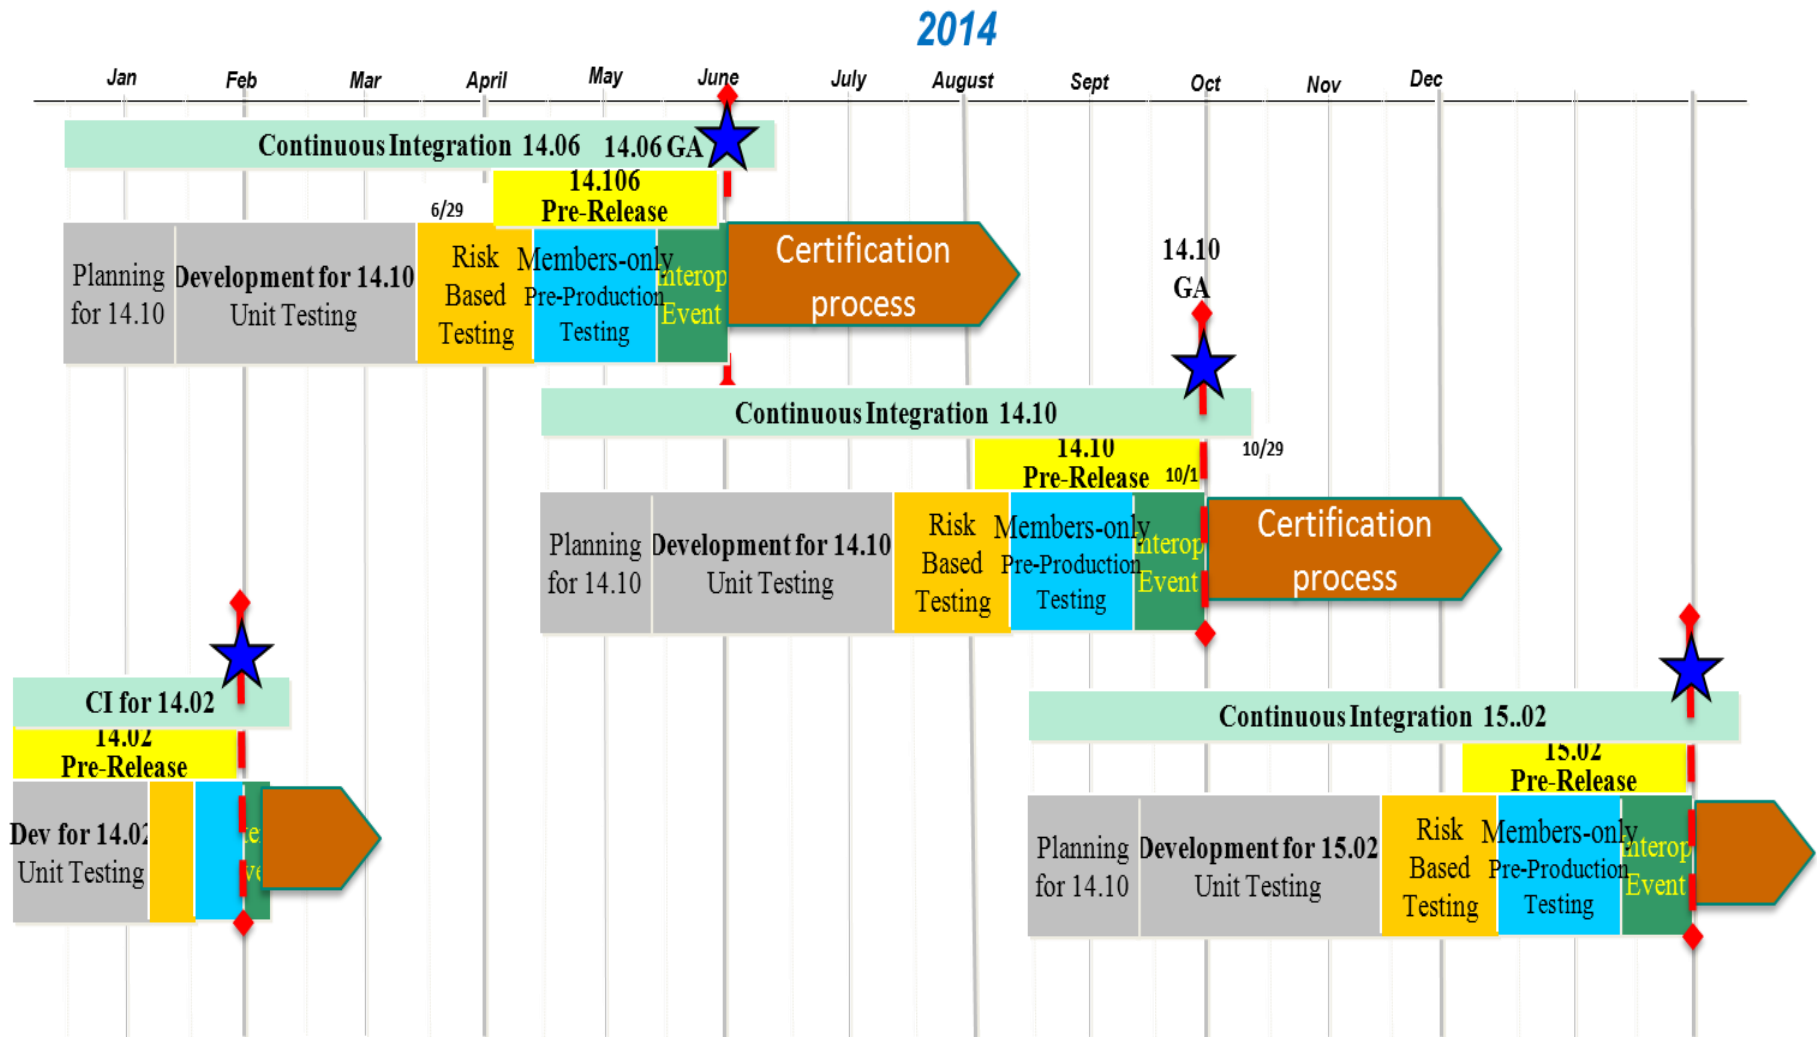 2014
Jan Feb Mar April May June July August Sept Oct Nov Dec
Continuous Integration 14.06 14.06 GA
14.106
Pre-Release
6/29
Planning
for 14.10
Development for 14.10
Unit Testing
Risk
Based
Testing
Members-only
Pre-Production
Testing
Interop
Event
Certification
process
14.10
GA
Continuous Integration 14.10
14.10
Pre-Release 10/1
10/29
Planning
for 14.10
Development for 14.10
Unit Testing
Risk
Based
Testing
Members-only
Pre-Production
Testing
Interop
Event
Certification
process
CI for 14.02
14.02
Pre-Release
Dev for 14.02
Unit Testing
Continuous Integration 15..02
15.02
Pre-Release
Planning
for 14.10
Development for 15.02
Unit Testing
Risk
Based
Testing
Members-only
Pre-Production
Testing
Interop
Event